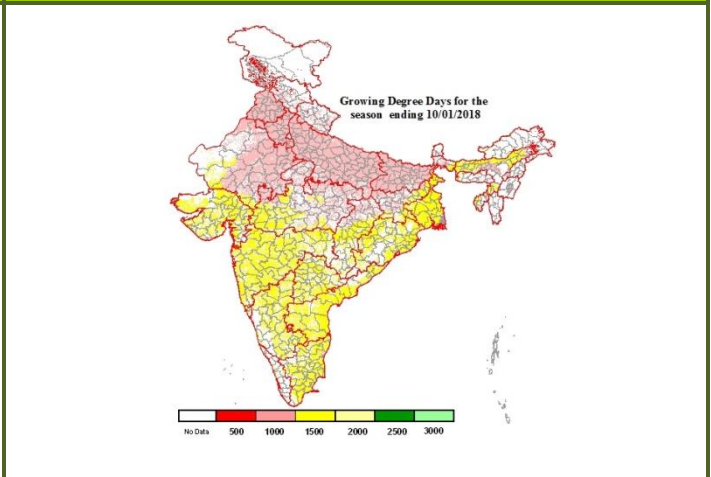 Growing Degree Days for the
season ending 10/01/2018
No Data 500 1000 1500 2000 2500 3000